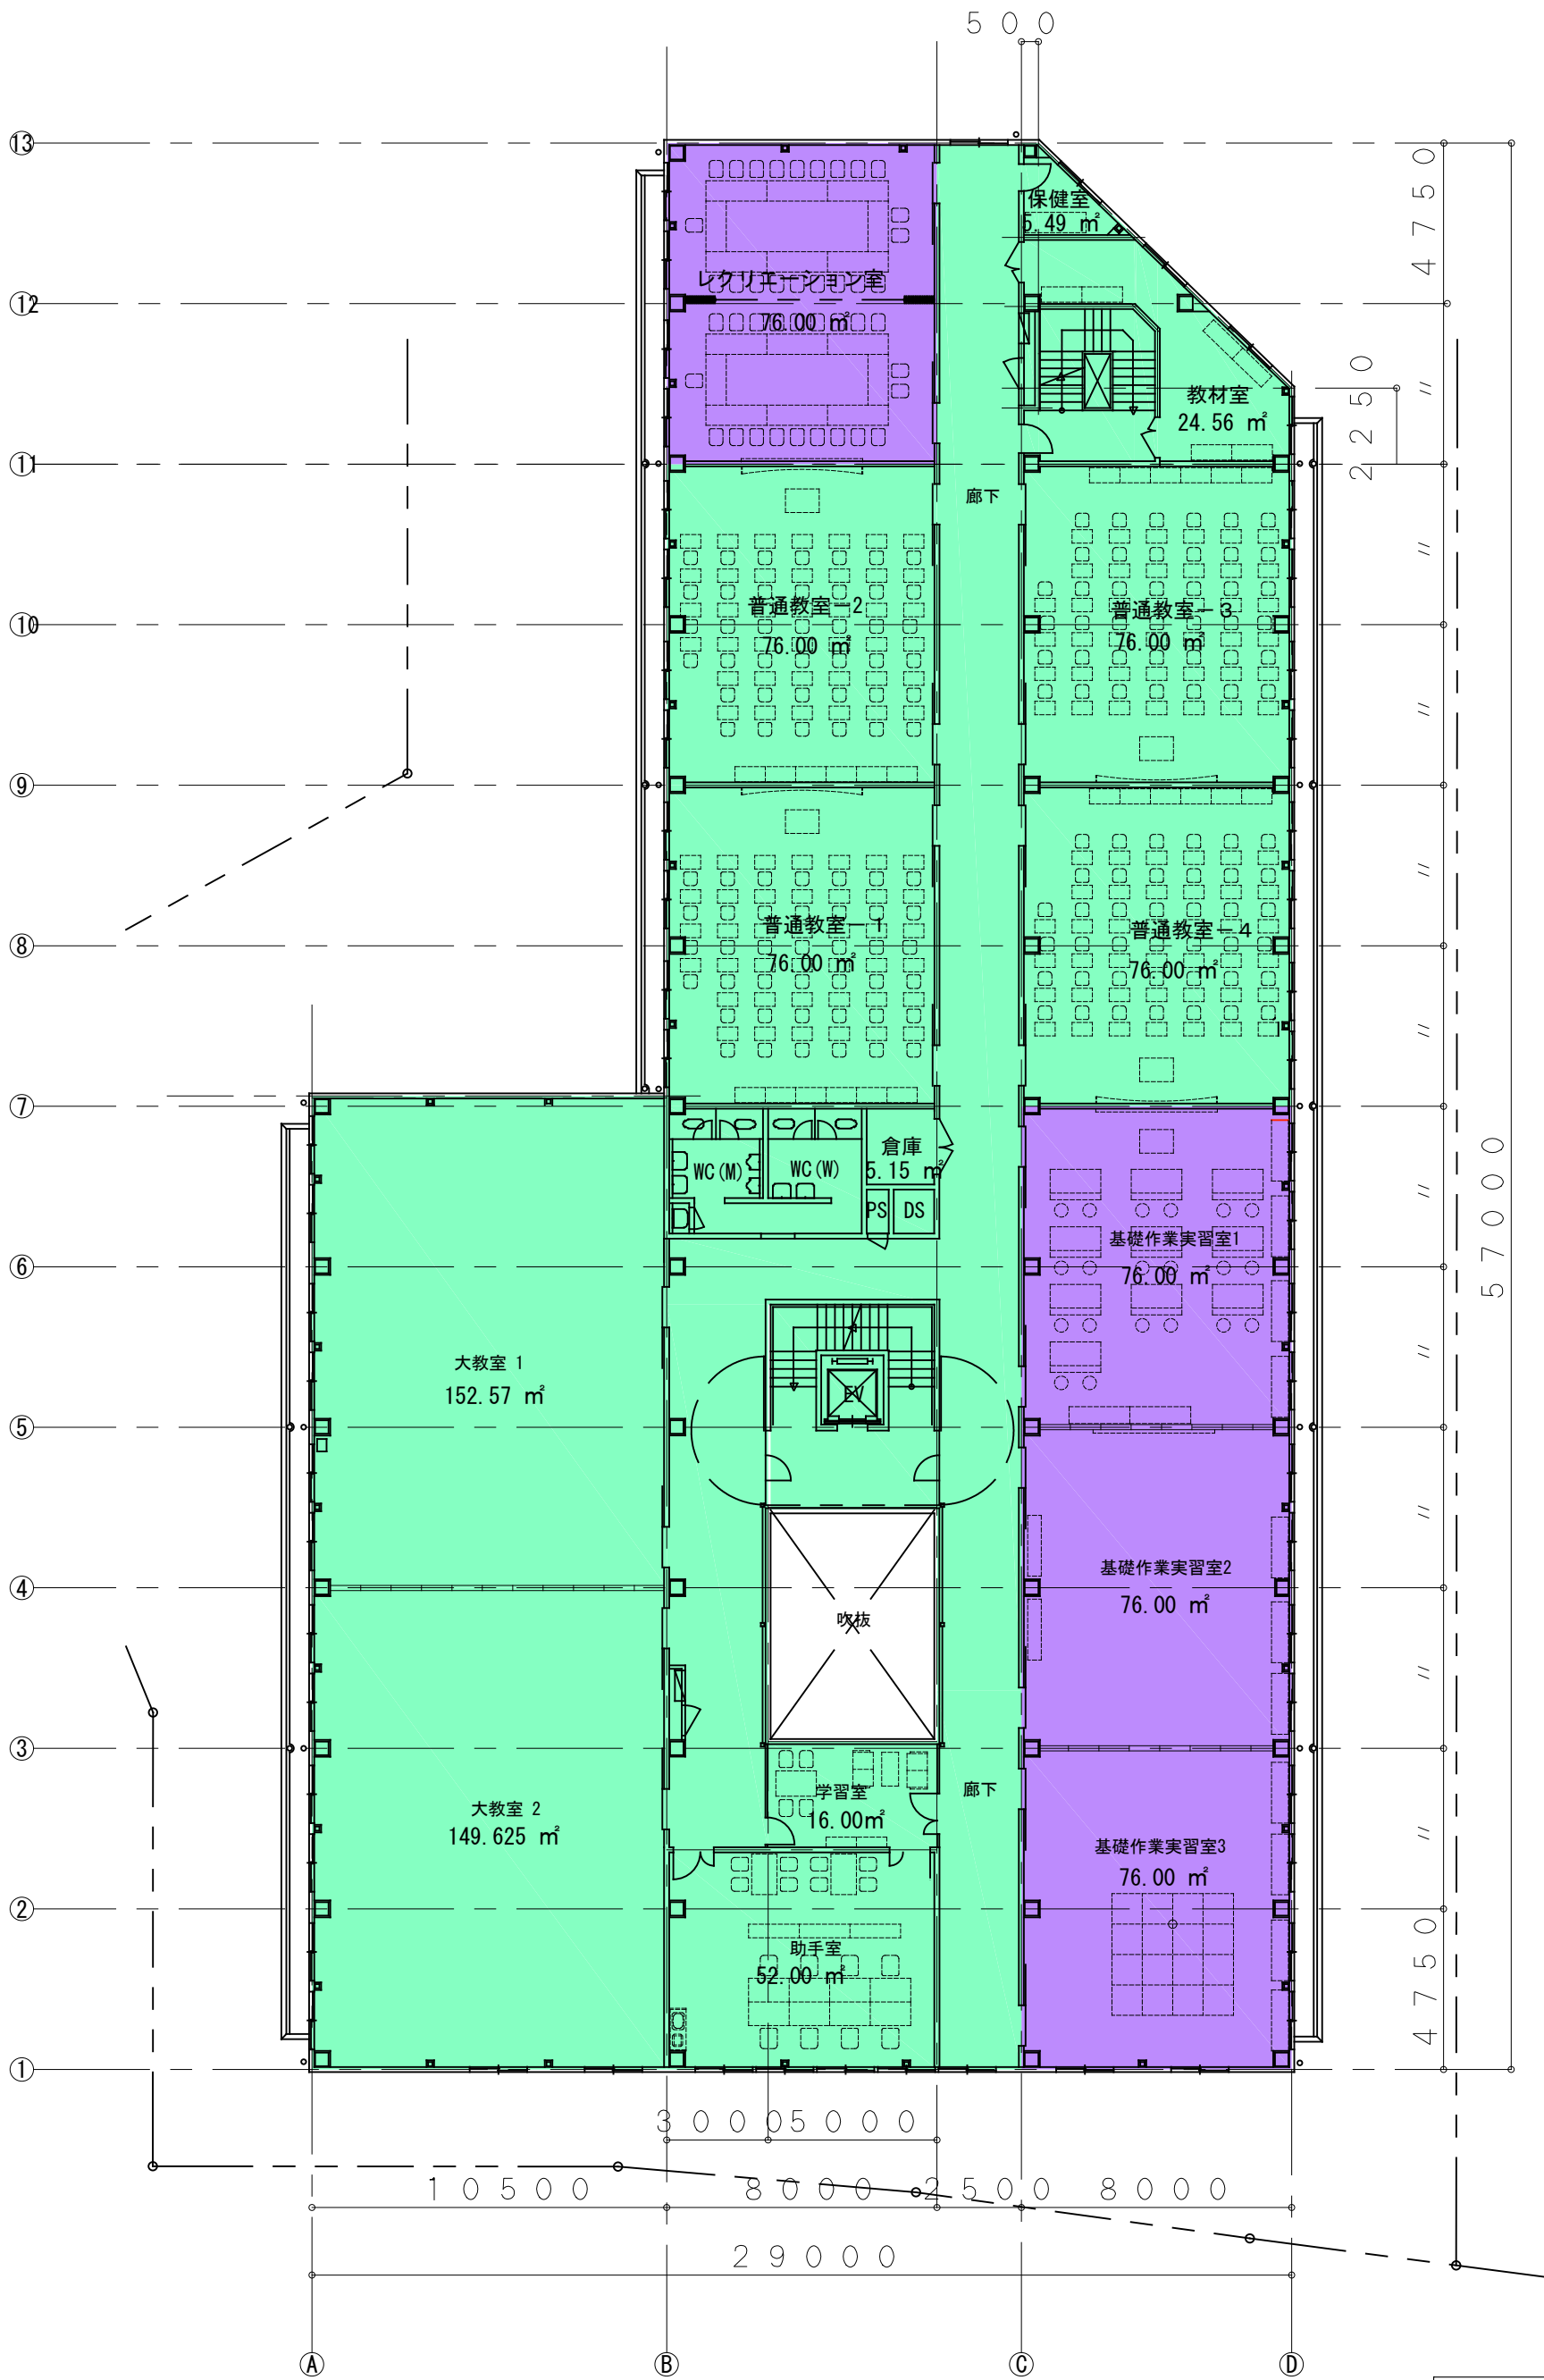 500
⑬
4750
保健室
5.49 ㎡
レクリエーション室
76.00 ㎡
⑫
2250
〃
教材室
24.56 ㎡
⑪
廊下
〃
普通教室－2
76.00 ㎡
普通教室－３
76.00 ㎡
⑩
〃
⑨
〃
普通教室－１
76.00 ㎡
普通教室－４
76.00 ㎡
⑧
〃
⑦
倉庫
5.15 ㎡
WC(M)
WC(W)
PS
DS
57000
〃
基礎作業実習室1
76.00 ㎡
⑥
〃
大教室 1
152.57 ㎡
EV
⑤
〃
基礎作業実習室2
76.00 ㎡
④
吹抜
〃
③
学習室
16.00㎡
廊下
大教室 2
149.625 ㎡
〃
基礎作業実習室3
76.00 ㎡
②
助手室
52.00 ㎡
4750
①
3000
5000
10500
8000
2500
8000
29000
Ⓐ
Ⓑ
Ⓒ
Ⓓ